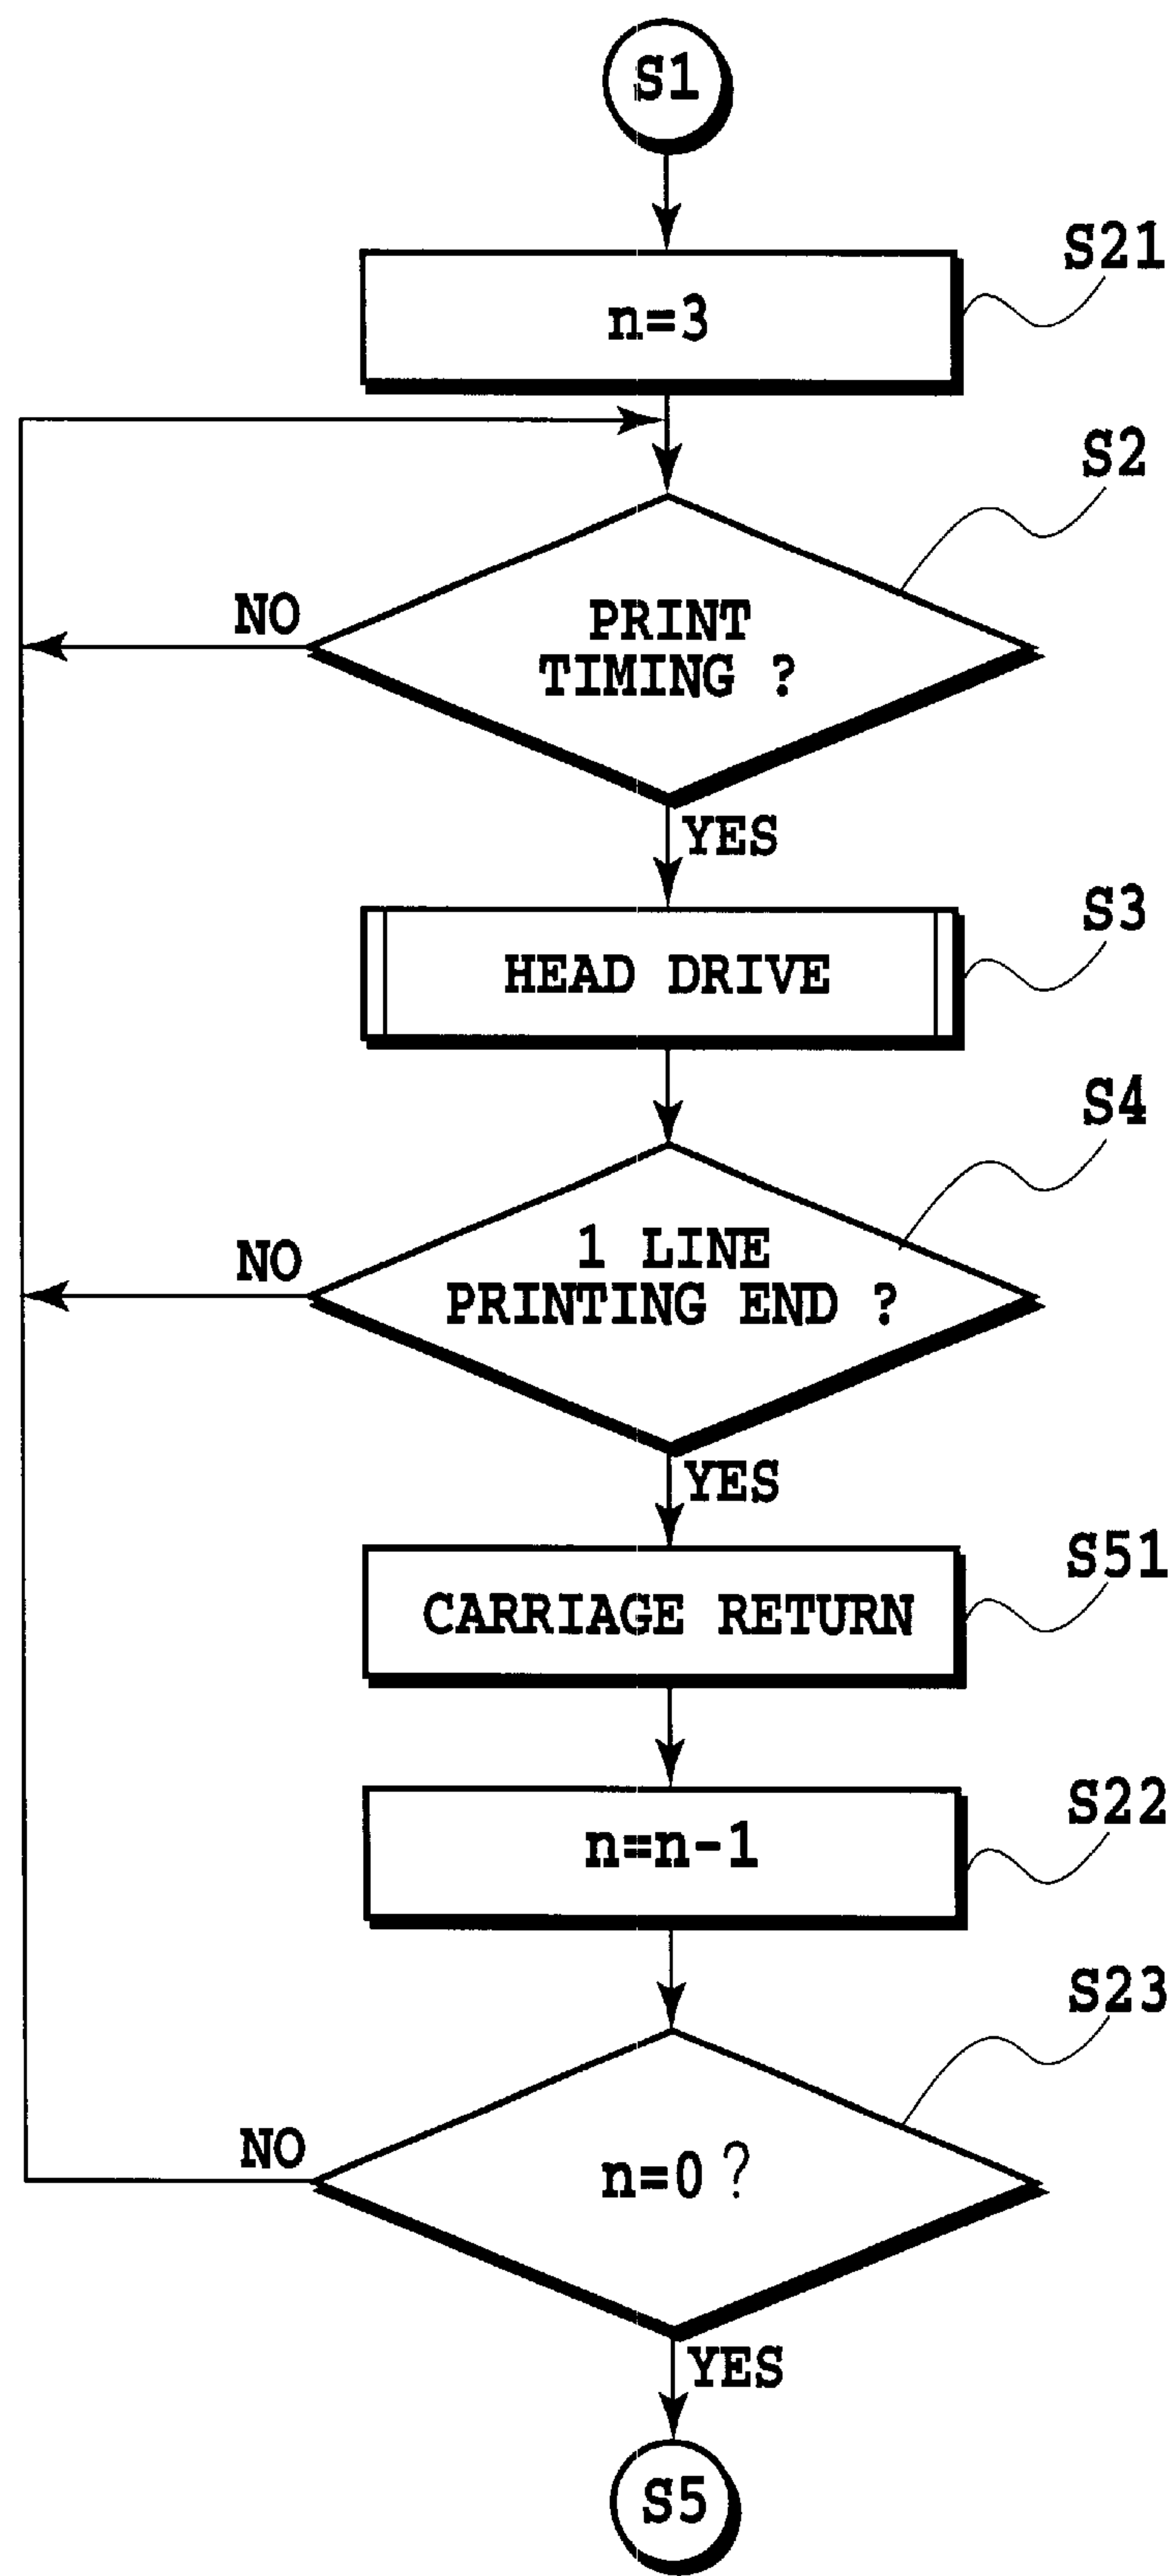 S1
S21
n=3
S2
NO
PRINT
TIMING ?
YES
S3
HEAD DRIVE
S4
NO
1 LINE
PRINTING END ?
YES
S51
CARRIAGE RETURN
S22
n=n-1
S23
NO
n=0 ?
YES
S5